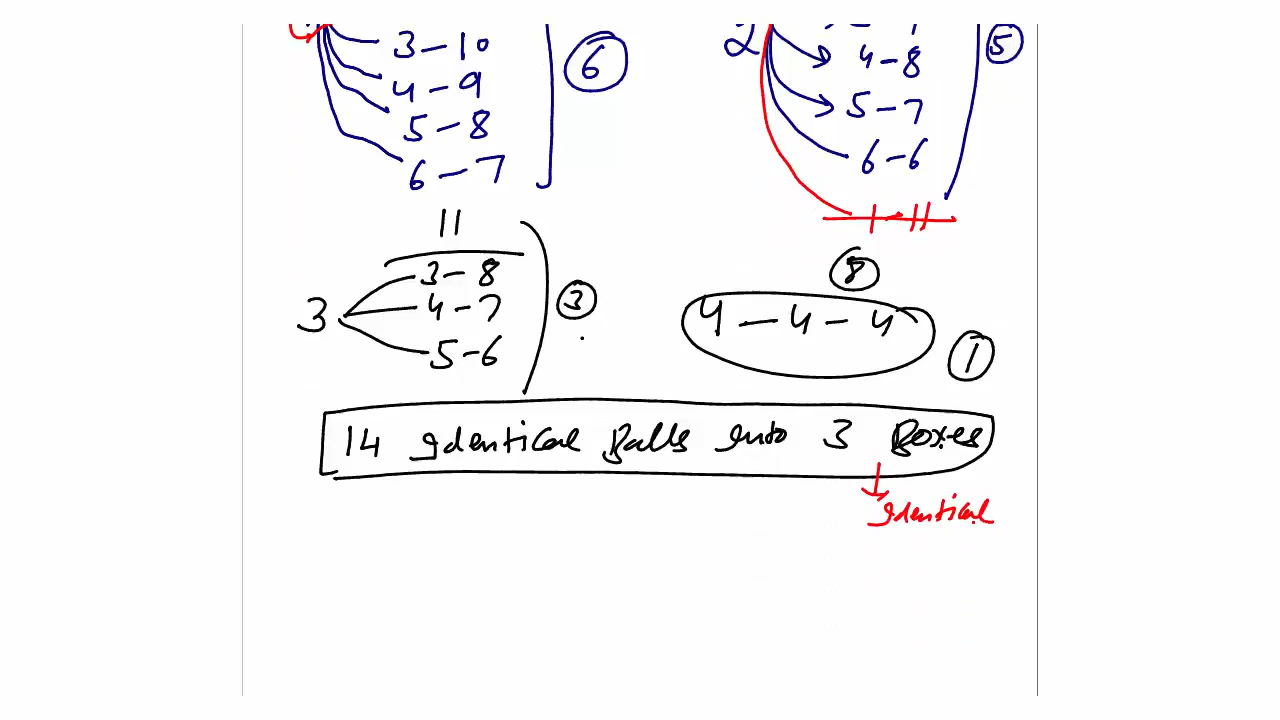 3 – 10
4 – 9
5 – 8
6 – 7
6
2
4 – 8
5 – 7
6 – 6
5
1 – 11
11
3
3 – 8
4 – 7
5 – 6
3
8
4 – 4 – 4
1
14 Identical Balls into 3 Boxes
Identical